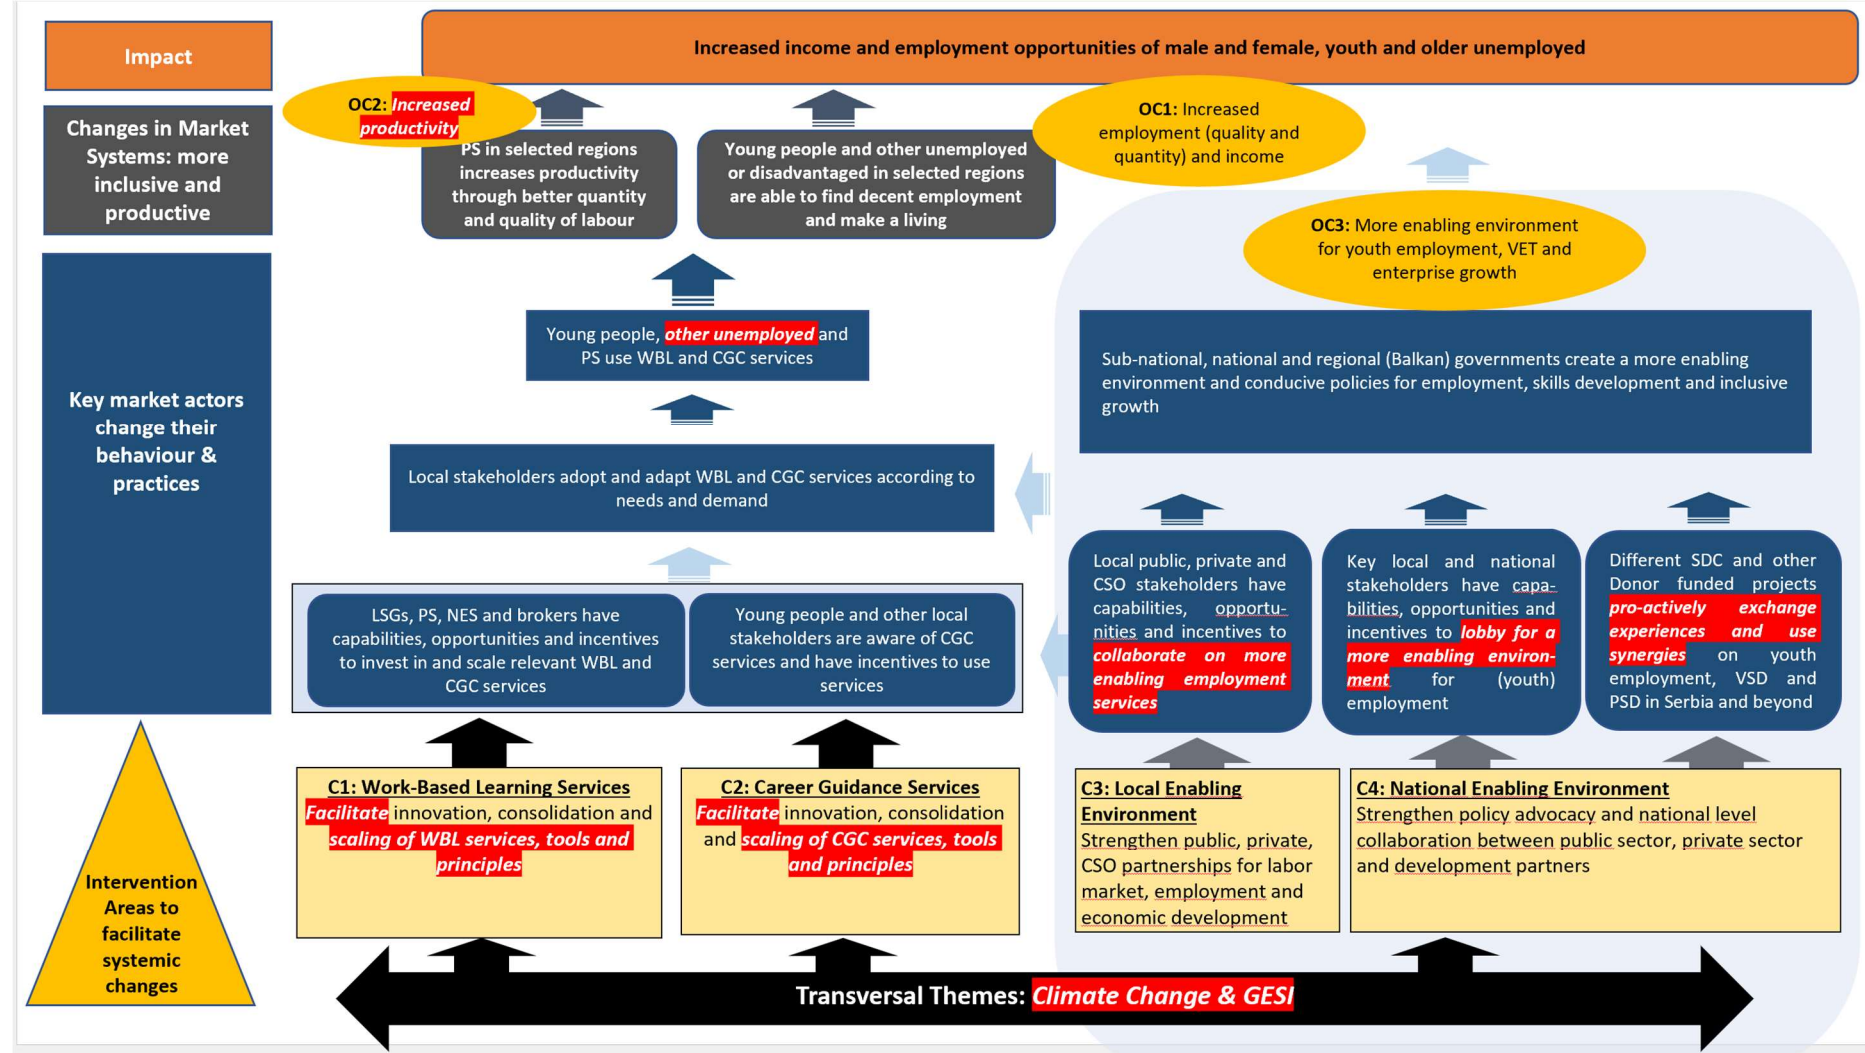 Impact
Increased income and employment opportunities of male and female, youth and older unemployed
Changes in Market
Systems: more
inclusive and
productive
OC2: Increased
productivity
PS in selected regions
increases productivity
through better quantity
and quality of labour
Young people and other unemployed
or disadvantaged in selected regions
are able to find decent employment
and make a living
OC1: Increased
employment (quality and
quantity) and income
OC3: More enabling environment
for youth employment, VET and
enterprise growth
Key market actors
change their
behaviour &
practices
Young people, other unemployed and
PS use WBL and CGC services
Sub-national, national and regional (Balkan) governments create a more enabling
environment and conducive policies for employment, skills development and inclusive
growth
Local stakeholders adopt and adapt WBL and CGC services according to
needs and demand
LSGs, PS, NES and brokers have
capabilities, opportunities and incentives
to invest in and scale relevant WBL and
CGC services
Young people and other local
stakeholders are aware of CGC
services and have incentives to use
services
Local public, private and
CSO stakeholders have
capabilities, opportu-
nities and incentives to
collaborate on more
enabling employment
services
Key local and national
stakeholders have capa-
bilities, opportunities and
incentives to lobby for a
more enabling environ-
ment for (youth)
employment
Different SDC and other
Donor funded projects
pro-actively exchange
experiences and use
synergies on youth
employment, VSD and
PSD in Serbia and beyond
Intervention
Areas to
facilitate
systemic
changes
C1: Work-Based Learning Services
Facilitate innovation, consolidation and
scaling of WBL services, tools and
principles
C2: Career Guidance Services
Facilitate innovation, consolidation
and scaling of CGC services, tools
and principles
C3: Local Enabling
Environment
Strengthen public, private,
CSO partnerships for labor
market, employment and
economic development
C4: National Enabling Environment
Strengthen policy advocacy and national level
collaboration between public sector, private sector
and development partners
Transversal Themes: Climate Change & GESI